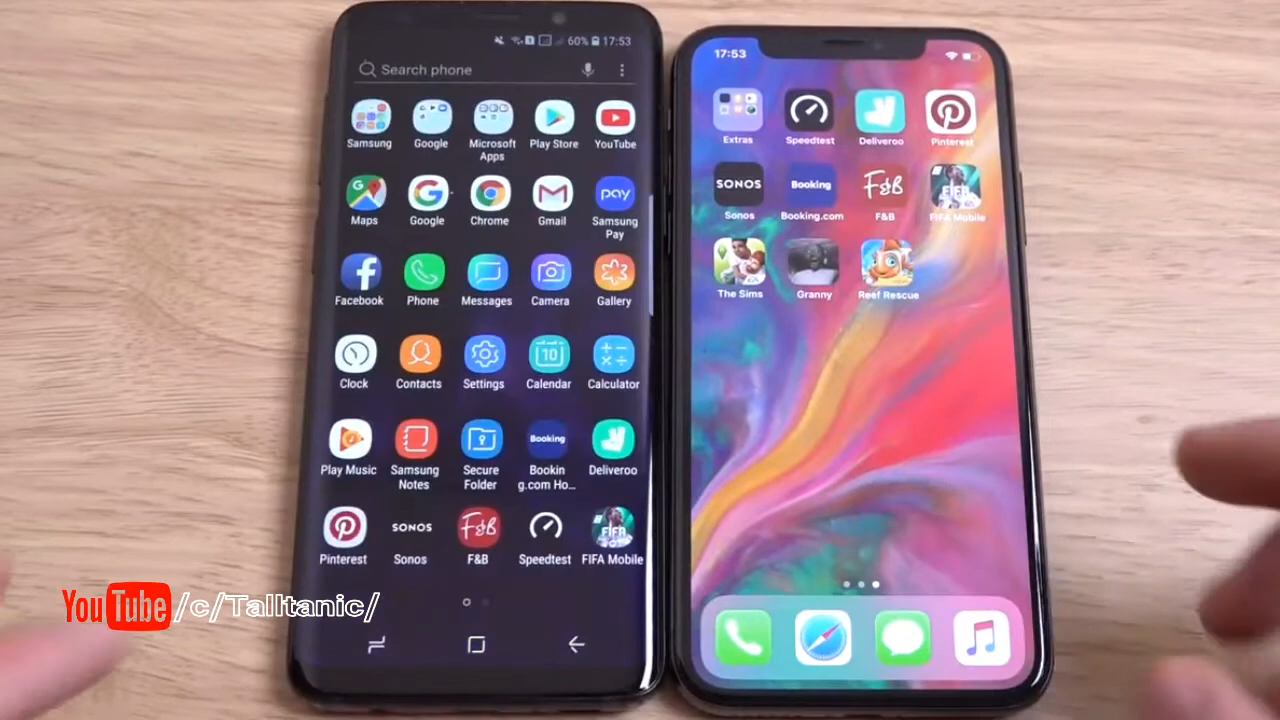 60% 17:53
Search phone
Samsung Google Microsoft Apps Play Store YouTube
Maps Google Chrome Gmail Samsung Pay
pay
Facebook Phone Messages Camera Gallery
Clock Contacts Settings Calendar Calculator
10
Booking
Play Music Samsung Notes Secure Folder Bookin g.com Ho... Deliveroo
SONOS F&B FIFA
Pinterest Sonos F&B Speedtest FIFA Mobile
17:53
Extras Speedtest Deliveroo Pinterest
SONOS Booking F&B FIFA
Sonos Booking.com F&B FIFA Mobile
The Sims Granny Reef Rescue
YouTube/c/Talltanic/